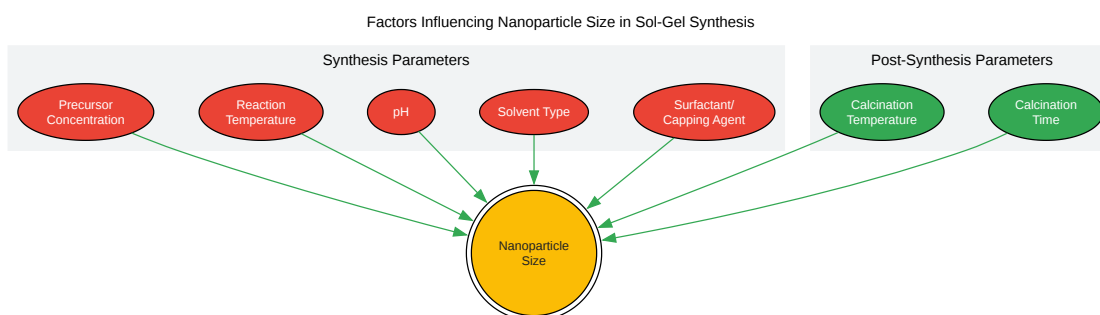 Factors Influencing Nanoparticle Size in Sol-Gel Synthesis
Synthesis Parameters
Post-Synthesis Parameters
Precursor
Concentration
Reaction
Temperature
pH
Solvent Type
Surfactant/
Capping Agent
Calcination
Temperature
Calcination
Time
Nanoparticle
Size